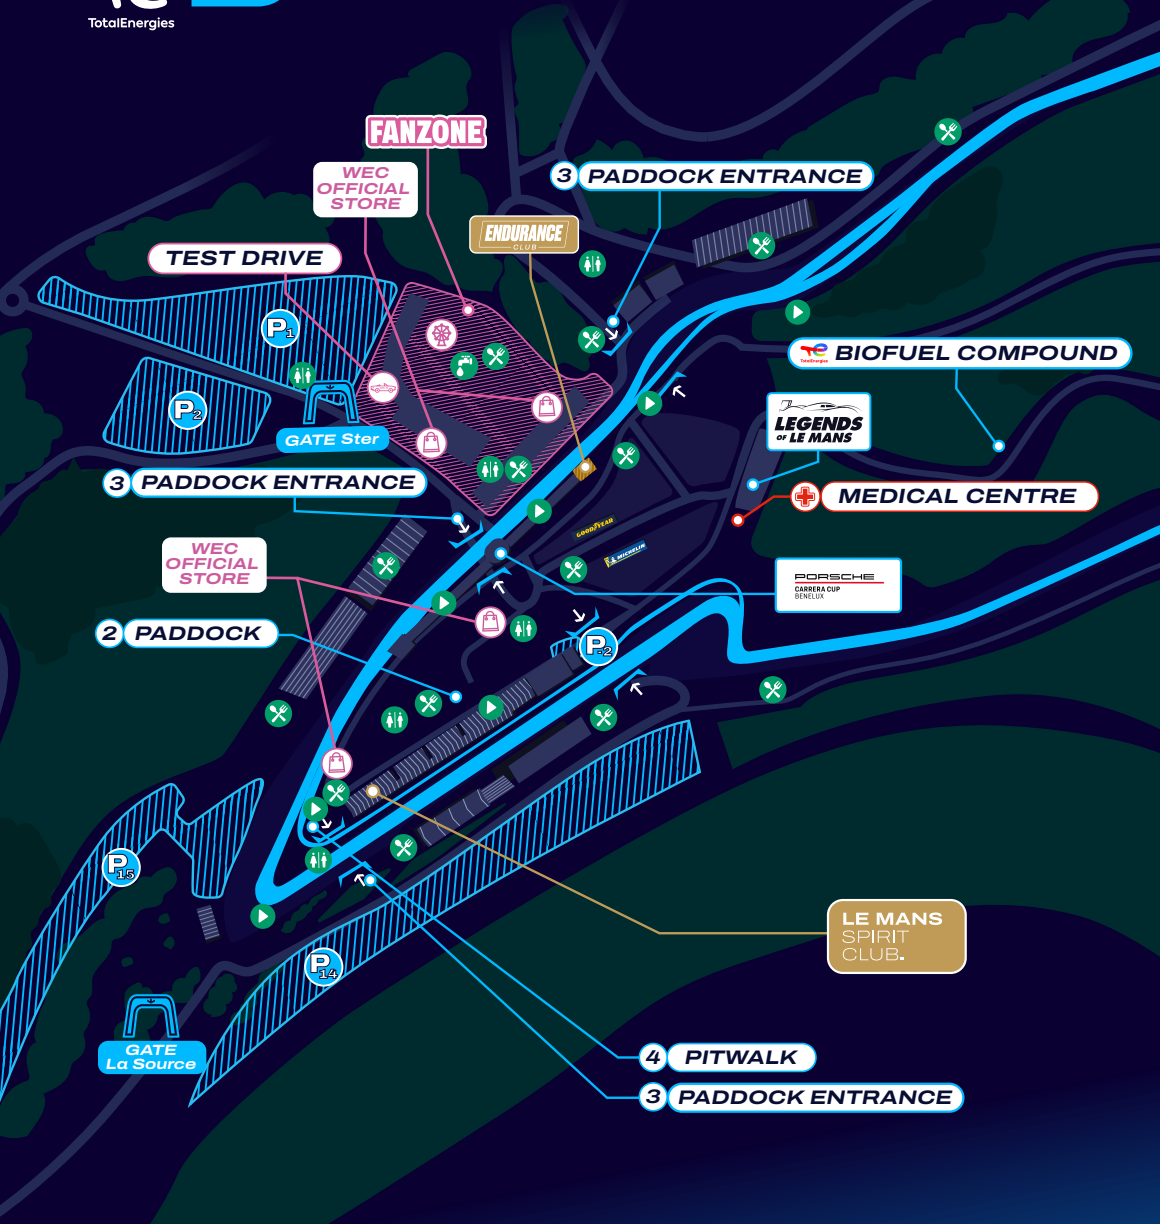 TotalEnergies
FANZONE
WEC
OFFICIAL
STORE
3 PADDOCK ENTRANCE
ENDURANCE
CLUB
TEST DRIVE
P1
TotalEnergies
BIOFUEL COMPOUND
P2
GATE Ster
LEGENDS
OF LE MANS
3 PADDOCK ENTRANCE
MEDICAL CENTRE
GOODYEAR
MICHELIN
WEC
OFFICIAL
STORE
PORSCHE
CARRERA CUP
BENELUX
2 PADDOCK
P-2
P15
LE MANS
SPIRIT
CLUB.
P14
GATE
La Source
4 PITWALK
3 PADDOCK ENTRANCE